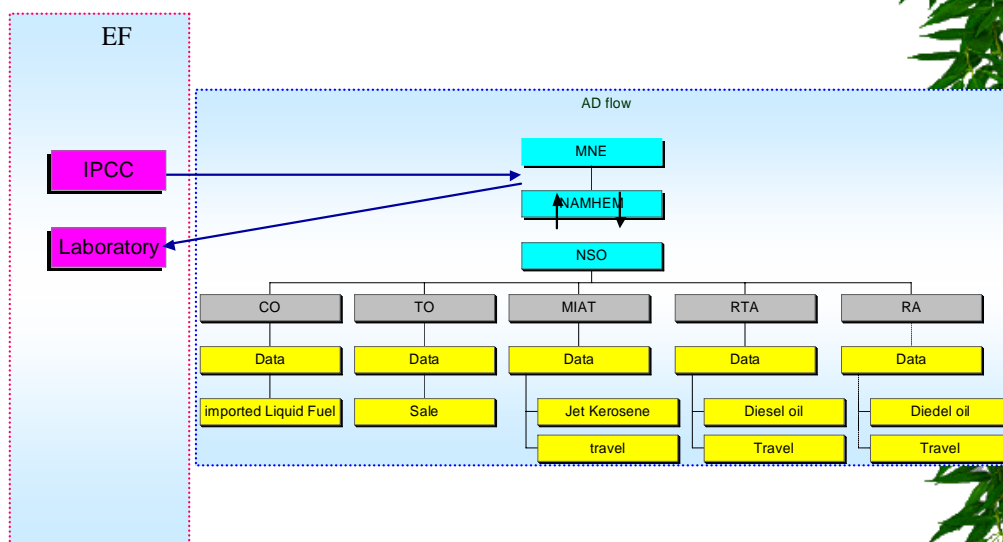 EF
AD flow
MNE
IPCC
NAMHEM
Laboratory
NSO
CO
TO
MIAT
RTA
RA
Data
Data
Data
Data
Data
imported Liquid Fuel
Sale
Jet Kerosene
Diesel oil
Diedel oil
travel
Travel
Travel